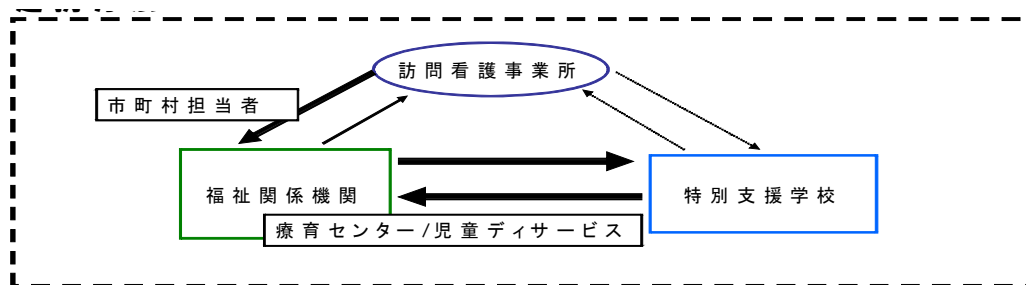 訪問看護事業所
市町村担当者
福祉関係機関
特別支援学校
療育センター/児童ディサービス